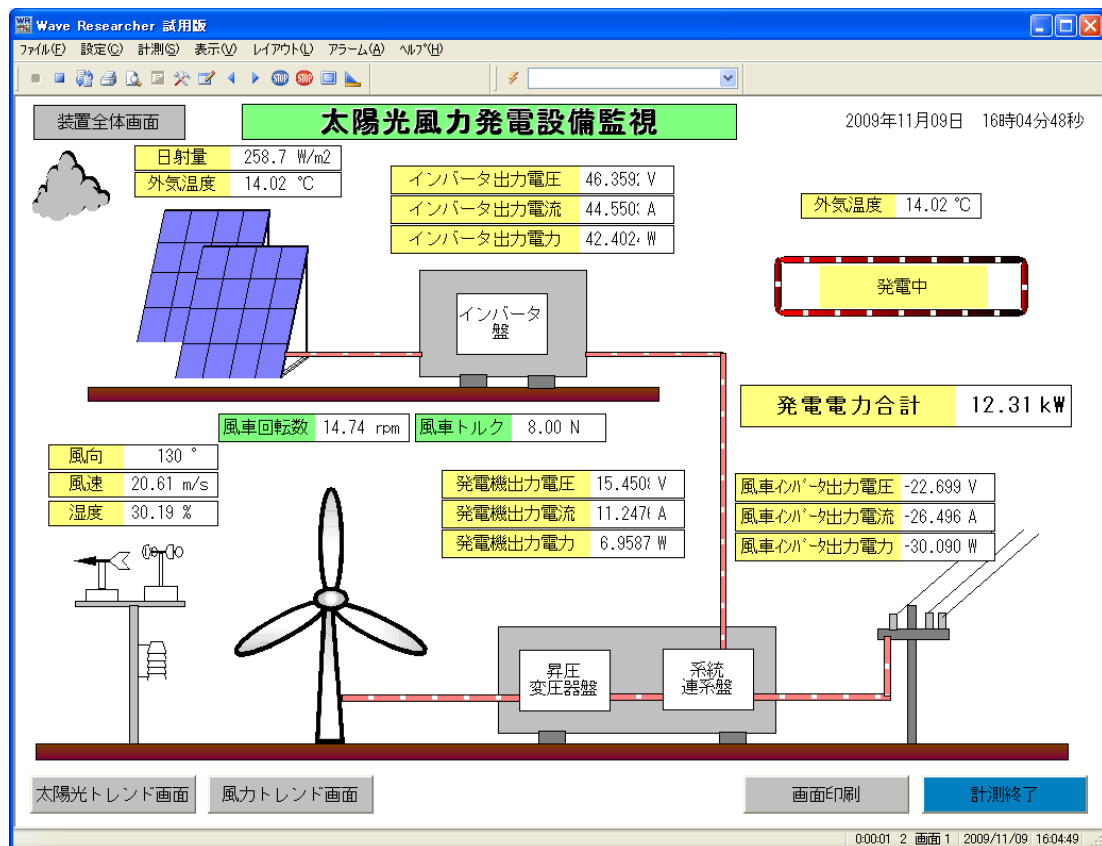 Wave Researcher 試用版
ファイル(F) 設定(C) 計測(S) 表示(V) レイアウト(L) アラーム(A) ヘルプ(H)
STOP STOP
装置全体画面
太陽光風力発電設備監視
2009年11月09日 16時04分48秒
日射量 258.7 W/m2
外気温度 14.02 ℃
インバータ出力電圧 46.359 V
インバータ出力電流 44.550 A
インバータ出力電力 42.402 W
外気温度 14.02 ℃
発電中
インバータ
盤
発電電力合計 12.31 kW
風車回転数 14.74 rpm 風車トルク 8.00 N
風向 130 °
風速 20.61 m/s
湿度 30.19 %
発電機出力電圧 15.450 V
発電機出力電流 11.247 A
発電機出力電力 6.9587 W
風車インバータ出力電圧 -22.699 V
風車インバータ出力電流 -26.496 A
風車インバータ出力電力 -30.090 W
昇圧
変圧器盤
系統
連系盤
太陽光トレンド画面 風力トレンド画面 画面印刷 計測終了
0:00:01 2 画面 1 2009/11/09 16:04:49